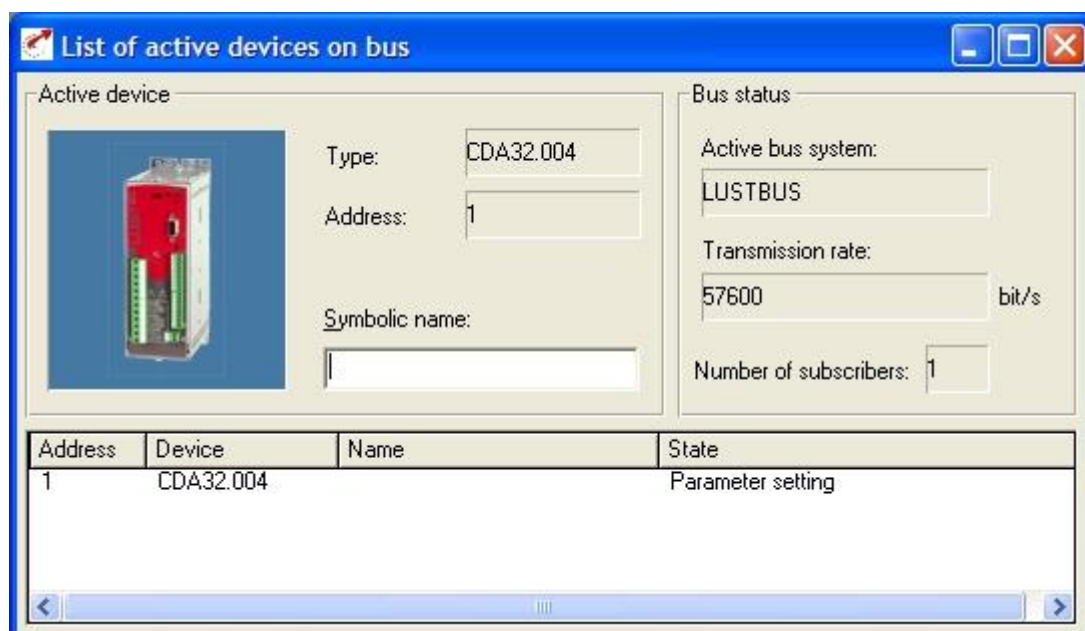 List of active devices on bus
Active device
Type: CDA32.004
Address: 1
Symbolic name:
Bus status
Active bus system:
LUSTBUS
Transmission rate:
57600 bit/s
Number of subscribers: 1
Address Device Name State
1 CDA32.004 Parameter setting